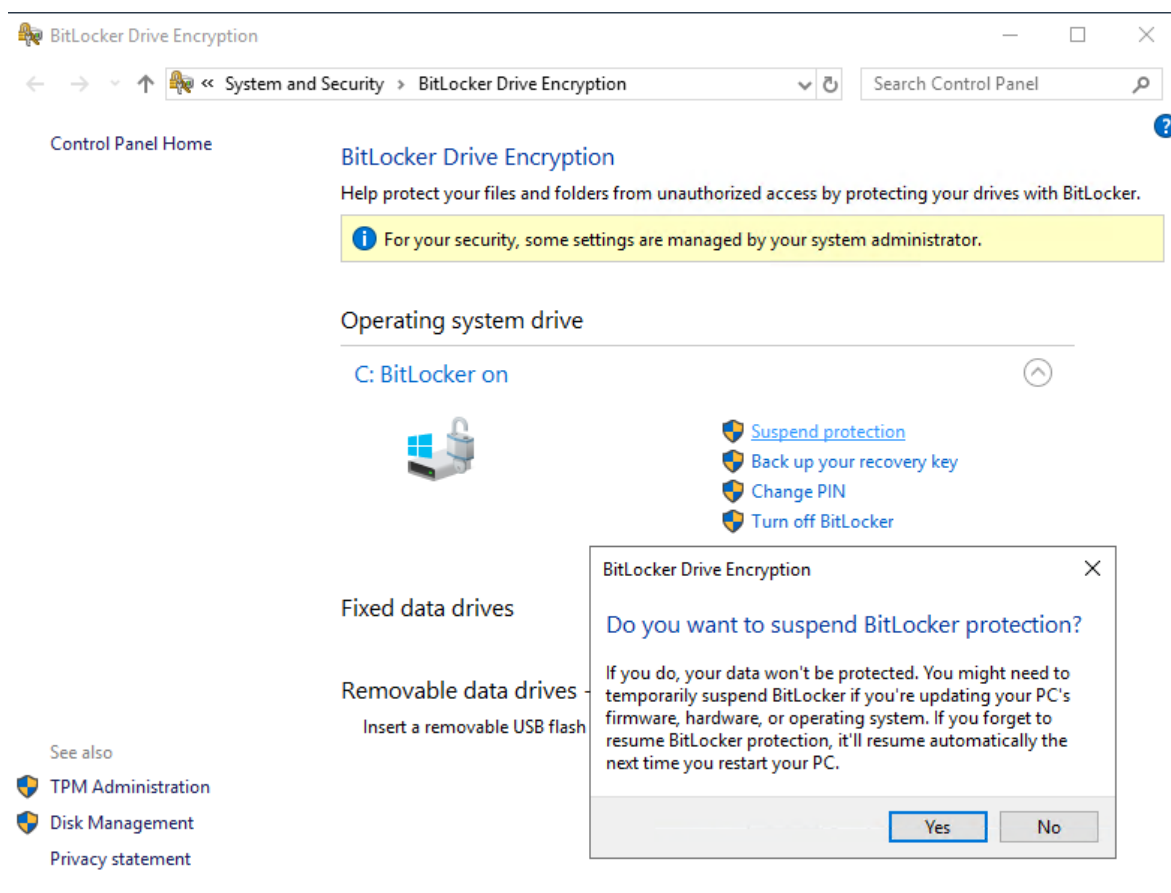 BitLocker Drive Encryption
« System and Security › BitLocker Drive Encryption
Search Control Panel
?
Control Panel Home
BitLocker Drive Encryption
Help protect your files and folders from unauthorized access by protecting your drives with BitLocker.
i For your security, some settings are managed by your system administrator.
Operating system drive
C: BitLocker on
Suspend protection
Back up your recovery key
Change PIN
Turn off BitLocker
Fixed data drives
Removable data drives -
Insert a removable USB flash
BitLocker Drive Encryption
Do you want to suspend BitLocker protection?
If you do, your data won't be protected. You might need to
temporarily suspend BitLocker if you're updating your PC's
firmware, hardware, or operating system. If you forget to
resume BitLocker protection, it'll resume automatically the
next time you restart your PC.
Yes No
See also
TPM Administration
Disk Management
Privacy statement